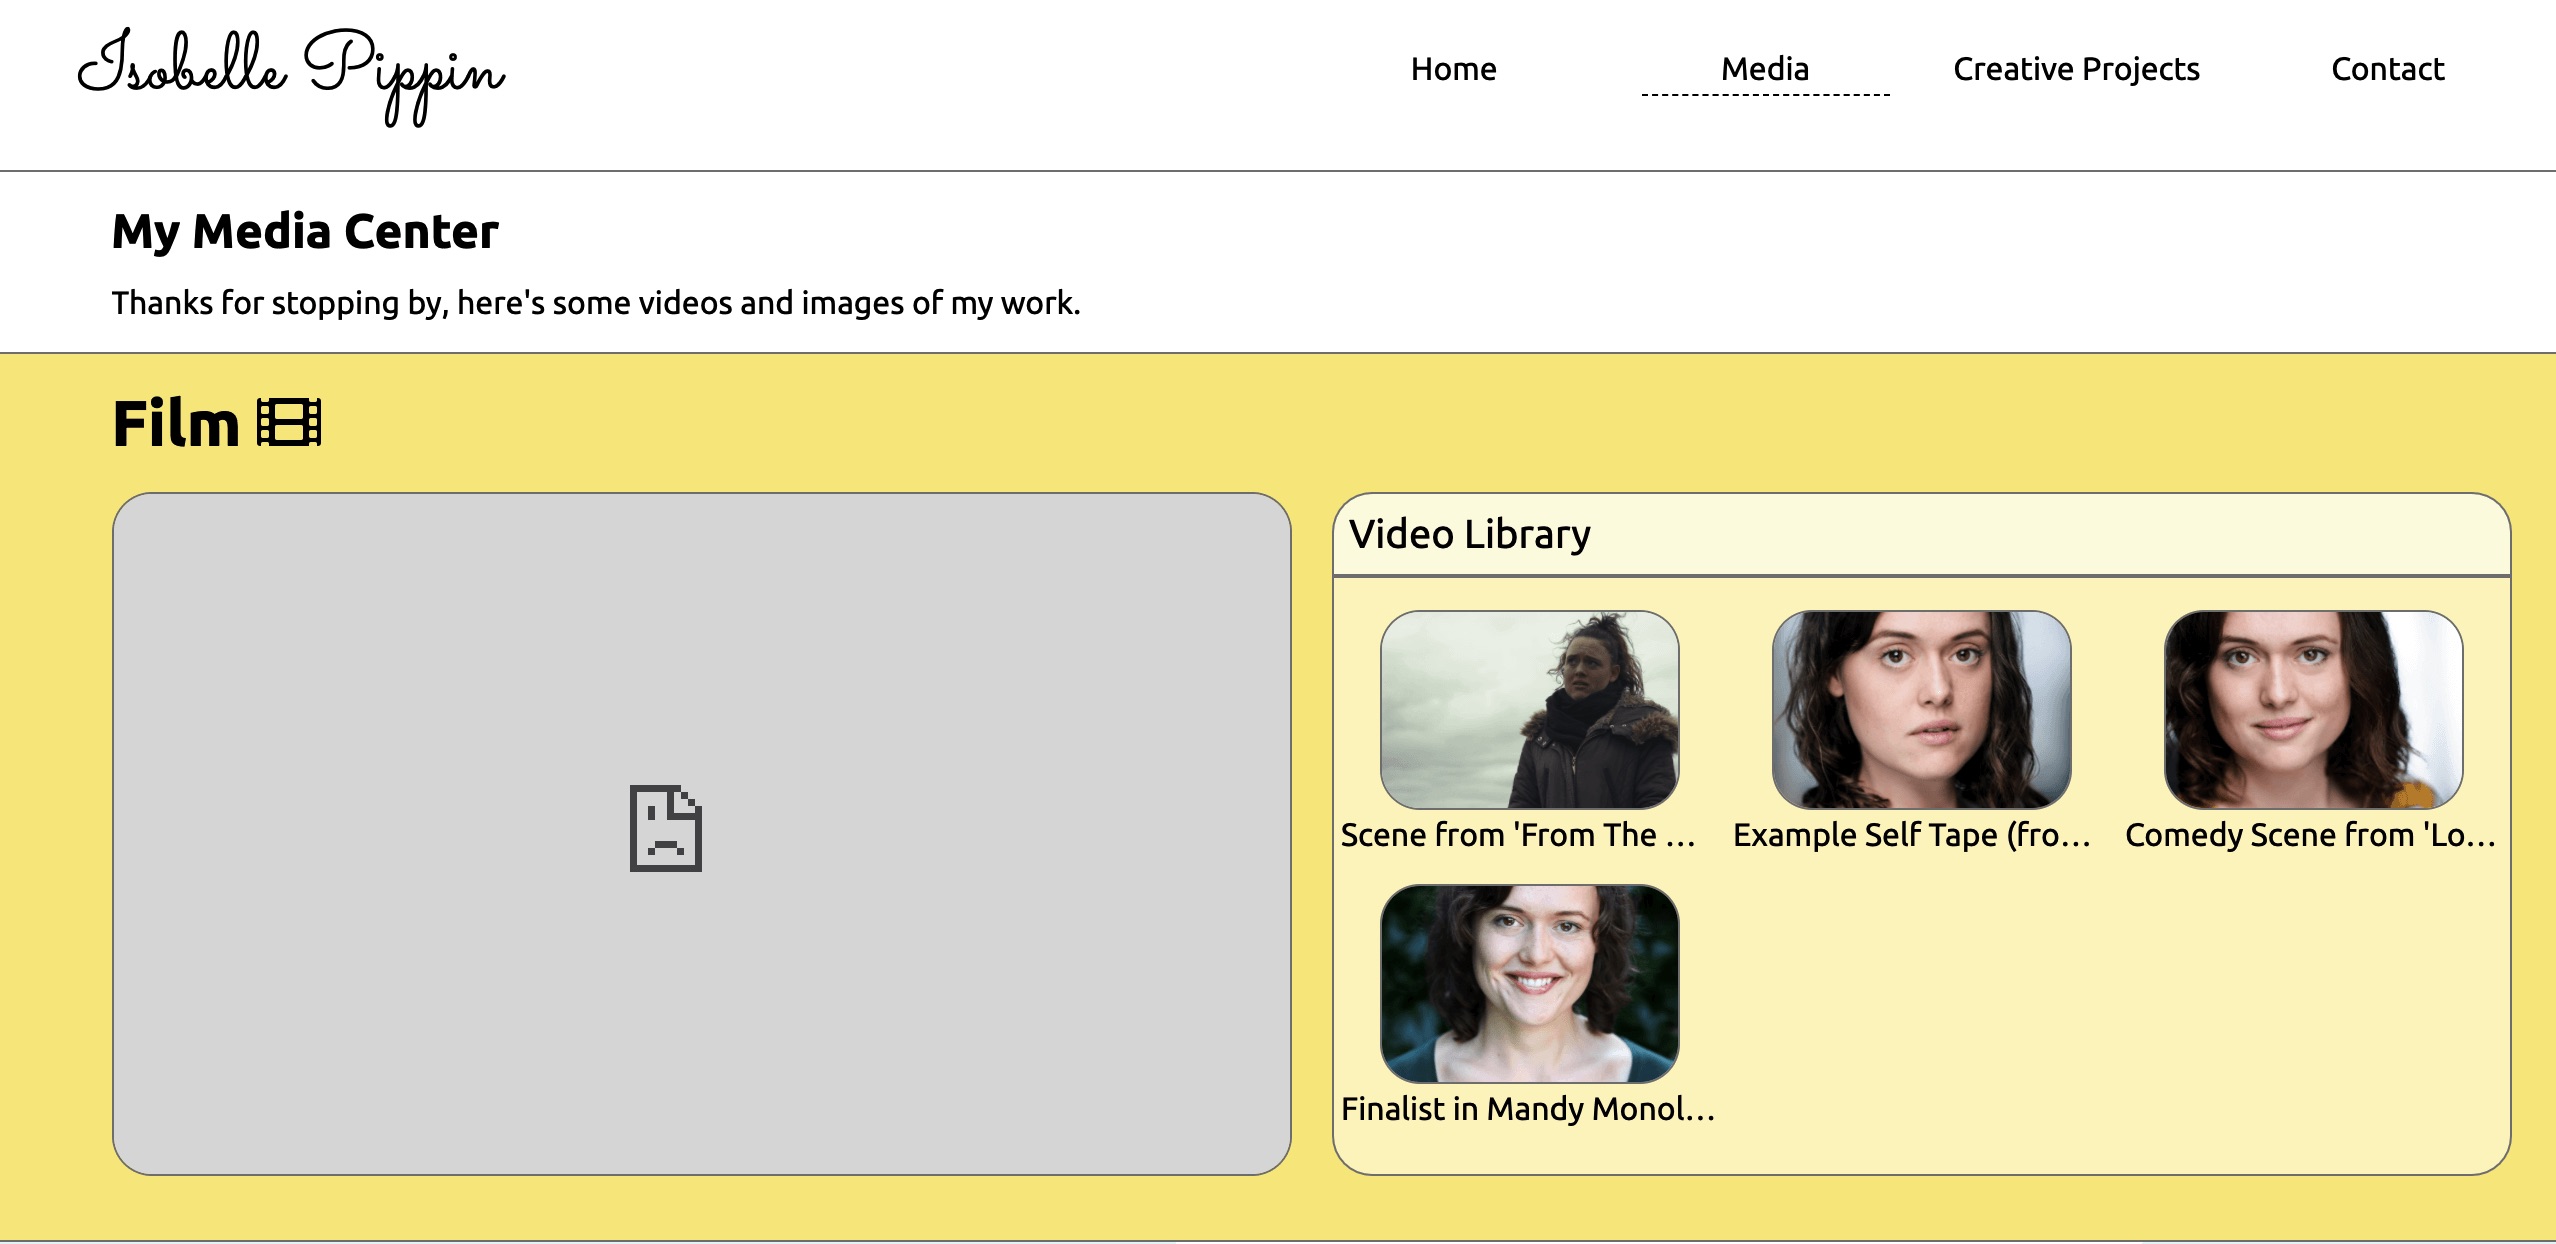 Isobelle Pippin
Home Media Creative Projects Contact
My Media Center
Thanks for stopping by, here's some videos and images of my work.
Film
Video Library
Scene from 'From The ...
Example Self Tape (fro...
Comedy Scene from 'Lo...
Finalist in Mandy Monol...